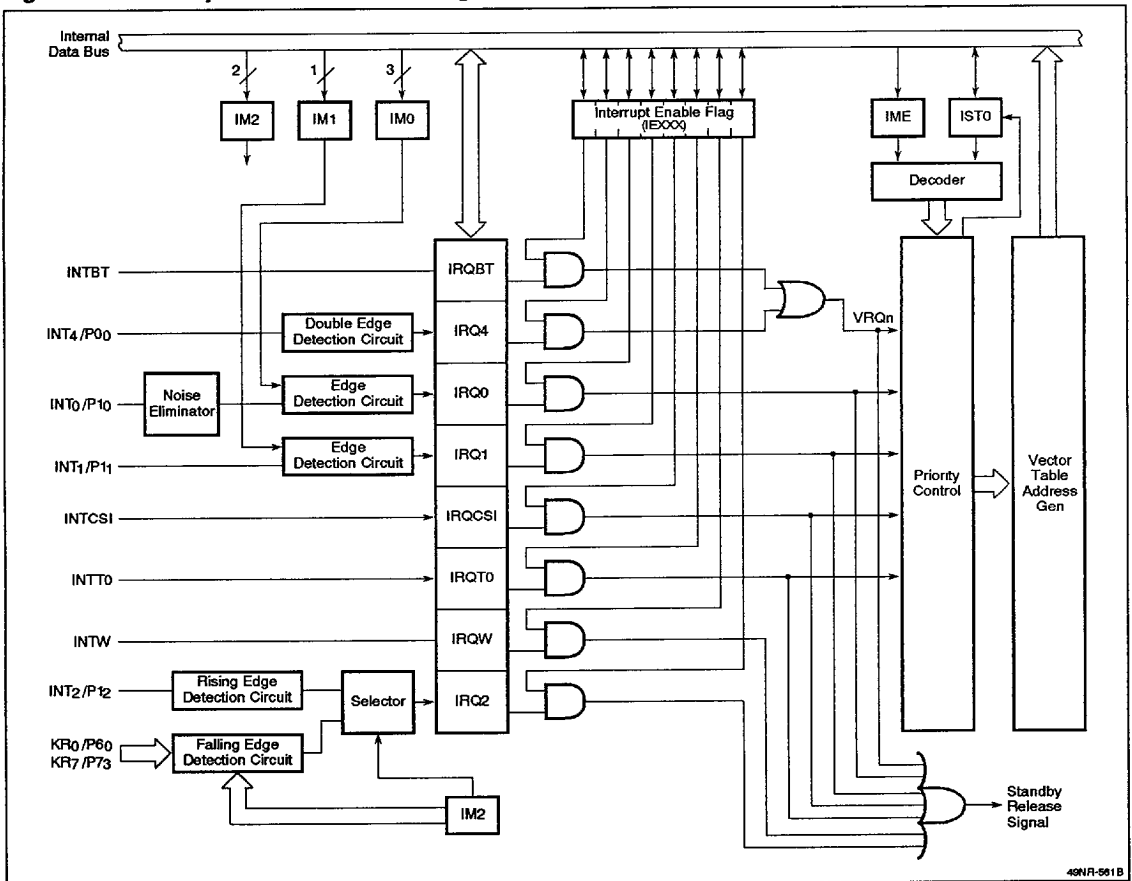 Internal
Data Bus
2
1
3
IM2
IM1
IM0
Interrupt Enable Flag
(IEXXX)
IME
IST0
Decoder
INTBT
IRQBT
INT4/P00
Double Edge
Detection Circuit
IRQ4
VRQn
INT0/P10
Noise
Eliminator
Edge
Detection Circuit
IRQ0
INT1/P11
Edge
Detection Circuit
IRQ1
Priority
Control
Vector
Table
Address
Gen
INTCSI
IRQCSI
INTT0
IRQT0
INTW
IRQW
INT2/P12
Rising Edge
Detection Circuit
Selector
IRQ2
KR0/P60
KR7/P73
Falling Edge
Detection Circuit
IM2
Standby
Release
Signal
49NR-561B